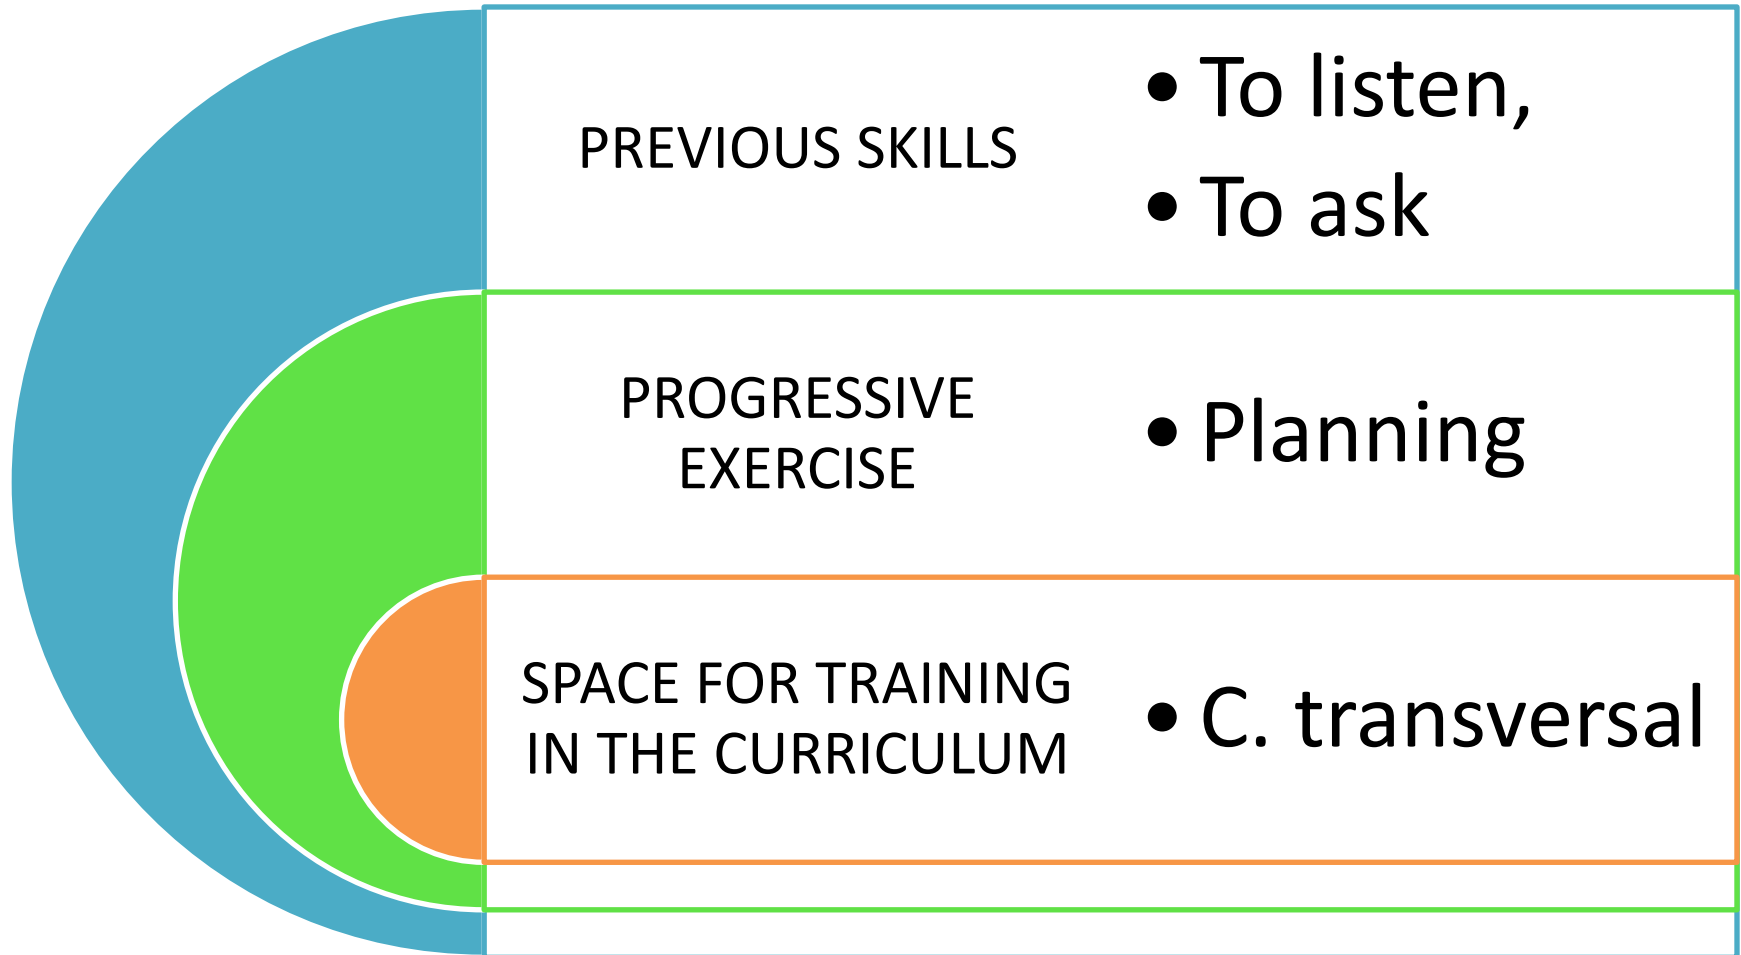 PREVIOUS SKILLS
• To listen,
• To ask
PROGRESSIVE
EXERCISE
• Planning
SPACE FOR TRAINING
IN THE CURRICULUM
• C. transversal